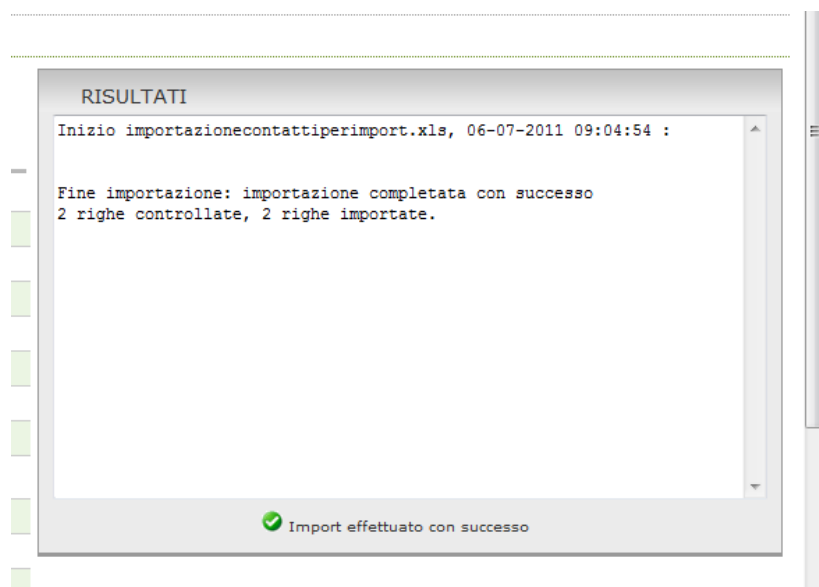 RISULTATI
Inizio importazionecontattiperimport.xls, 06-07-2011 09:04:54 :
Fine importazione: importazione completata con successo
2 righe controllate, 2 righe importate.
Import effettuato con successo